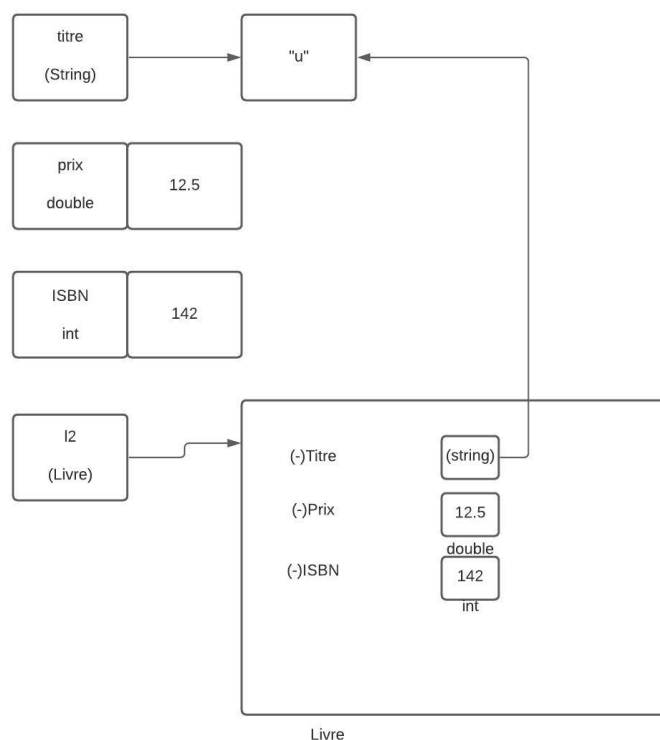 titre
(String)
"u"
prix
double
12.5
ISBN
int
142
l2
(Livre)
(-)Titre
(string)
(-)Prix
12.5
double
(-)ISBN
142
int
Livre